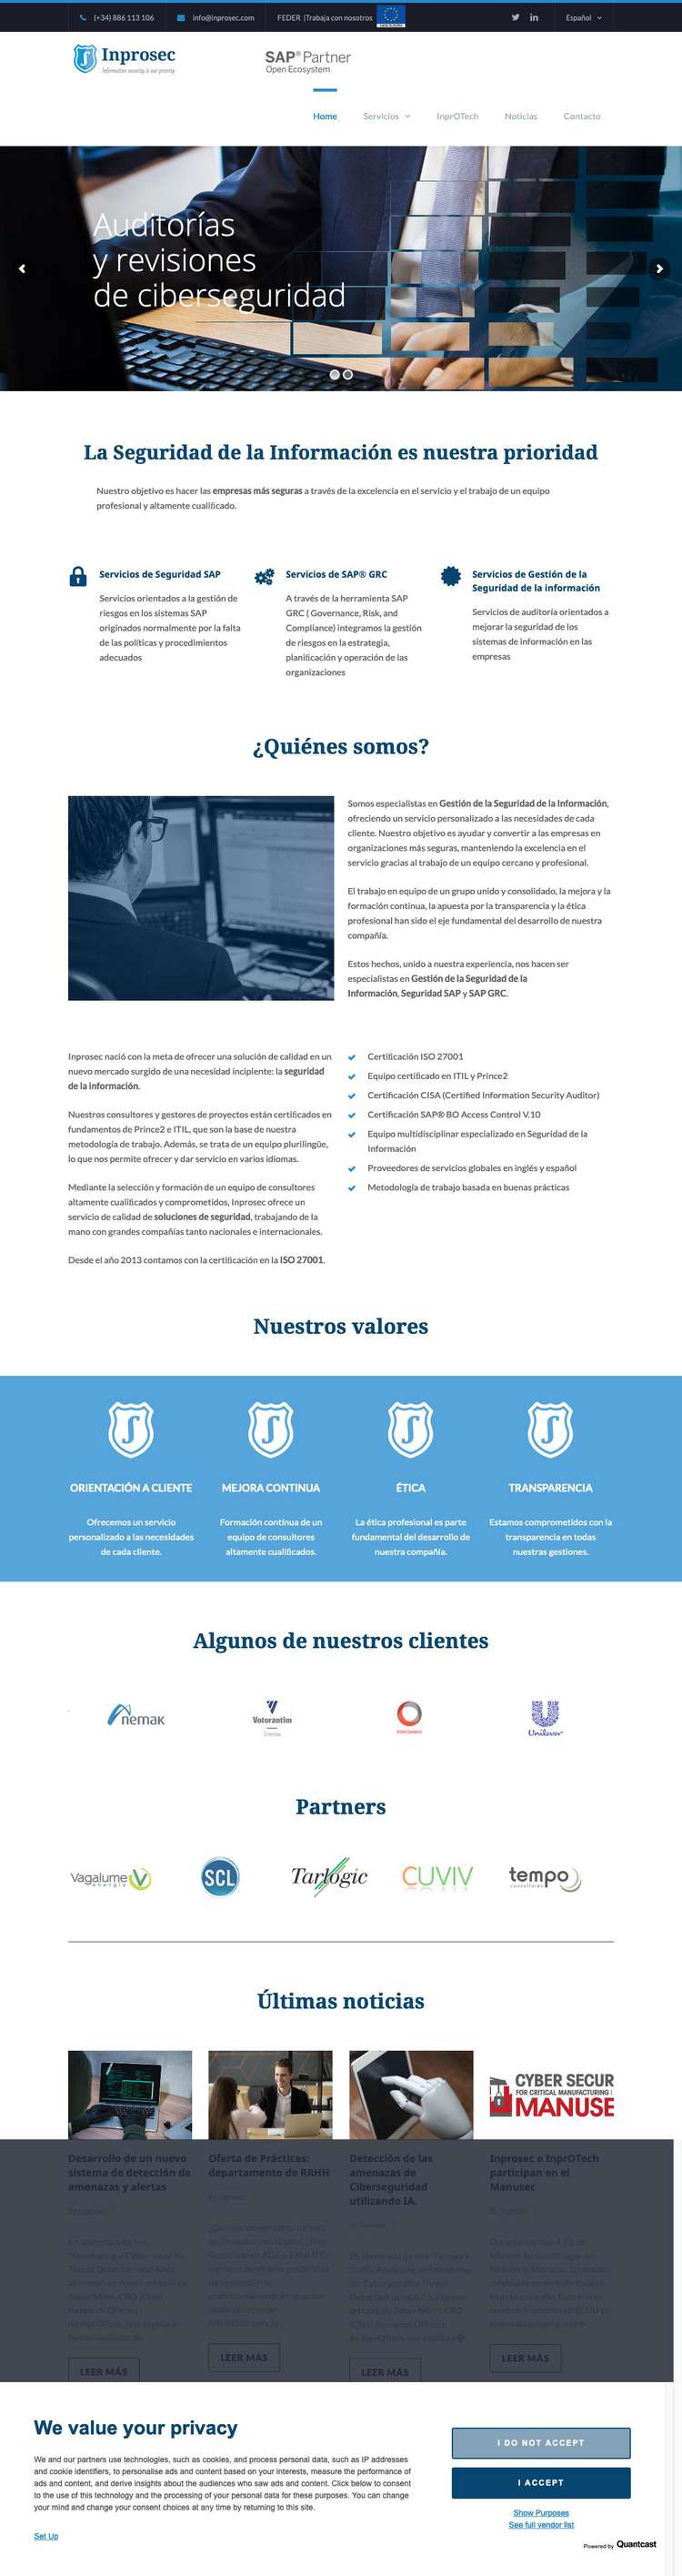 (+34) 886 113 106
info@inprosec.com
FEDER |Trabaja con nosotros
Español
Inprosec
Information security is our priority
SAP® Partner
Open Ecosystem
Home
Servicios
InprOTech
Noticias
Contacto
Auditorías
y revisiones
de ciberseguridad
La Seguridad de la Información es nuestra prioridad
Nuestro objetivo es hacer las empresas más seguras a través de la excelencia en el servicio y el trabajo de un equipo
profesional y altamente cualificado.
Servicios de Seguridad SAP
Servicios orientados a la gestión de
riesgos en los sistemas SAP
originados normalmente por la falta
de las políticas y procedimientos
adecuados
Servicios de SAP® GRC
A través de la herramienta SAP
GRC ( Governance, Risk, and
Compliance) integramos la gestión
de riesgos en la estrategia,
planificación y operación de las
organizaciones
Servicios de Gestión de la
Seguridad de la información
Servicios de auditoría orientados a
mejorar la seguridad de los
sistemas de información en las
empresas
¿Quiénes somos?
Somos especialistas en Gestión de la Seguridad de la Información,
ofreciendo un servicio personalizado a las necesidades de cada
cliente. Nuestro objetivo es ayudar y convertir a las empresas en
organizaciones más seguras, manteniendo la excelencia en el
servicio gracias al trabajo de un equipo cercano y profesional.
El trabajo en equipo de un grupo unido y consolidado, la mejora y la
formación continua, la apuesta por la transparencia y la ética
profesional han sido el eje fundamental del desarrollo de nuestra
compañía.
Estos hechos, unido a nuestra experiencia, nos hacen ser
especialistas en Gestión de la Seguridad de la
Información, Seguridad SAP y SAP GRC.
Inprosec nació con la meta de ofrecer una solución de calidad en un
nuevo mercado surgido de una necesidad incipiente: la seguridad
de la información.
Nuestros consultores y gestores de proyectos están certificados en
fundamentos de Prince2 e ITIL, que son la base de nuestra
metodología de trabajo. Además, se trata de un equipo plurilingüe,
lo que nos permite ofrecer y dar servicio en varios idiomas.
Mediante la selección y formación de un equipo de consultores
altamente cualificados y comprometidos, Inprosec ofrece un
servicio de calidad de soluciones de seguridad, trabajando de la
mano con grandes compañías tanto nacionales e internacionales.
Desde el año 2013 contamos con la certificación en la ISO 27001.
Certificación ISO 27001
Equipo certificado en ITIL y Prince2
Certificación CISA (Certified Information Security Auditor)
Certificación SAP® BO Access Control V.10
Equipo multidisciplinar especializado en Seguridad de la
Información
Proveedores de servicios globales en inglés y español
Metodología de trabajo basada en buenas prácticas
Nuestros valores
ORIENTACIÓN A CLIENTE
Ofrecemos un servicio
personalizado a las necesidades
de cada cliente.
MEJORA CONTINUA
Formación continua de un
equipo de consultores
altamente cualificados.
ÉTICA
La ética profesional es parte
fundamental del desarrollo de
nuestra compañía.
TRANSPARENCIA
Estamos comprometidos con la
transparencia en todas
nuestras gestiones.
Algunos de nuestros clientes
nemak
Votorantim
Unilever
Partners
Vagalume
energía
SCL
Tarlogic
CUVIV
tempo
consultores
Últimas noticias
CYBER SECUR
FOR CRITICAL MANUFACTURING
MANUSE
Desarrollo de un nuevo
sistema de detección de
amenazas y alertas
LEER MÁS
Oferta de Prácticas:
departamento de RRHH
LEER MÁS
Detección de las
amenazas de
Ciberseguridad
utilizando IA.
LEER MÁS
Inprosec e InprOTech
participan en el
Manusec
LEER MÁS
We value your privacy
We and our partners use technologies, such as cookies, and process personal data, such as IP addresses
and cookie identifiers, to personalise ads and content based on your interests, measure the performance of
ads and content, and derive insights about the audiences who saw ads and content. Click below to consent
to the use of this technology and the processing of your personal data for these purposes. You can change
your mind and change your consent choices at any time by returning to this site.
Set Up
I DO NOT ACCEPT
I ACCEPT
Show Purposes
See full vendor list
Powered by Quantcast